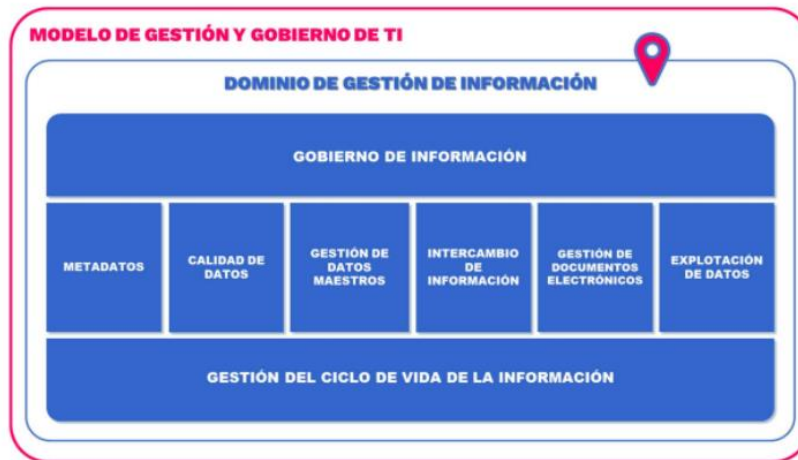 MODELO DE GESTIÓN Y GOBIERNO DE TI
DOMINIO DE GESTIÓN DE INFORMACIÓN
GOBIERNO DE INFORMACIÓN
METADATOS
CALIDAD DE
DATOS
GESTIÓN DE
DATOS
MAESTROS
INTERCAMBIO
DE
INFORMACIÓN
GESTIÓN DE
DOCUMENTOS
ELECTRÓNICOS
EXPLOTACIÓN
DE DATOS
GESTIÓN DEL CICLO DE VIDA DE LA INFORMACIÓN